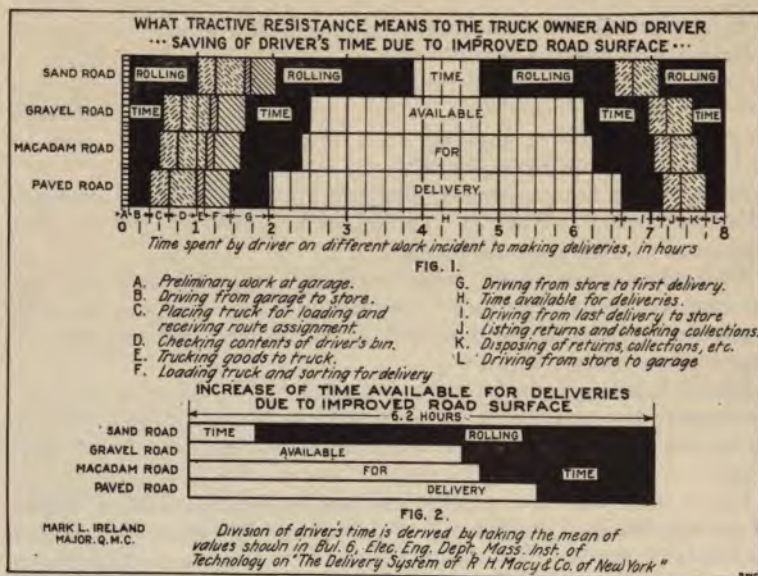 WHAT TRACTIVE RESISTANCE MEANS TO THE TRUCK OWNER AND DRIVER
··· SAVING OF DRIVER'S TIME DUE TO IMPROVED ROAD SURFACE ···
SAND ROAD ROLLING ROLLING TIME ROLLING ROLLING
GRAVEL ROAD TIME TIME AVAILABLE TIME TIME
MACADAM ROAD FOR
PAVED ROAD DELIVERY
A B C D E F G H I J K L
0 1 2 3 4 5 6 7 8
Time spent by driver on different work incident to making deliveries, in hours
FIG. 1.
A. Preliminary work at garage.
B. Driving from garage to store.
C. Placing truck for loading and
receiving route assignment.
D. Checking contents of driver's bin.
E. Trucking goods to truck.
F. Loading truck and sorting for delivery
G. Driving from store to first delivery.
H. Time available for deliveries.
I. Driving from last delivery to store
J. Listing returns and checking collections.
K. Disposing of returns, collections, etc.
L Driving from store to garage
INCREASE OF TIME AVAILABLE FOR DELIVERIES
DUE TO IMPROVED ROAD SURFACE
6.2 HOURS
SAND ROAD TIME ROLLING
GRAVEL ROAD AVAILABLE
MACADAM ROAD FOR TIME
PAVED ROAD DELIVERY
FIG. 2.
MARK L. IRELAND
MAJOR. Q. M. C.
Division of driver's time is derived by taking the mean of
values shown in Bul. 6, Elec. Eng. Dept., Mass. Inst. of
Technology on "The Delivery System of R H. Macy & Co. of New York"